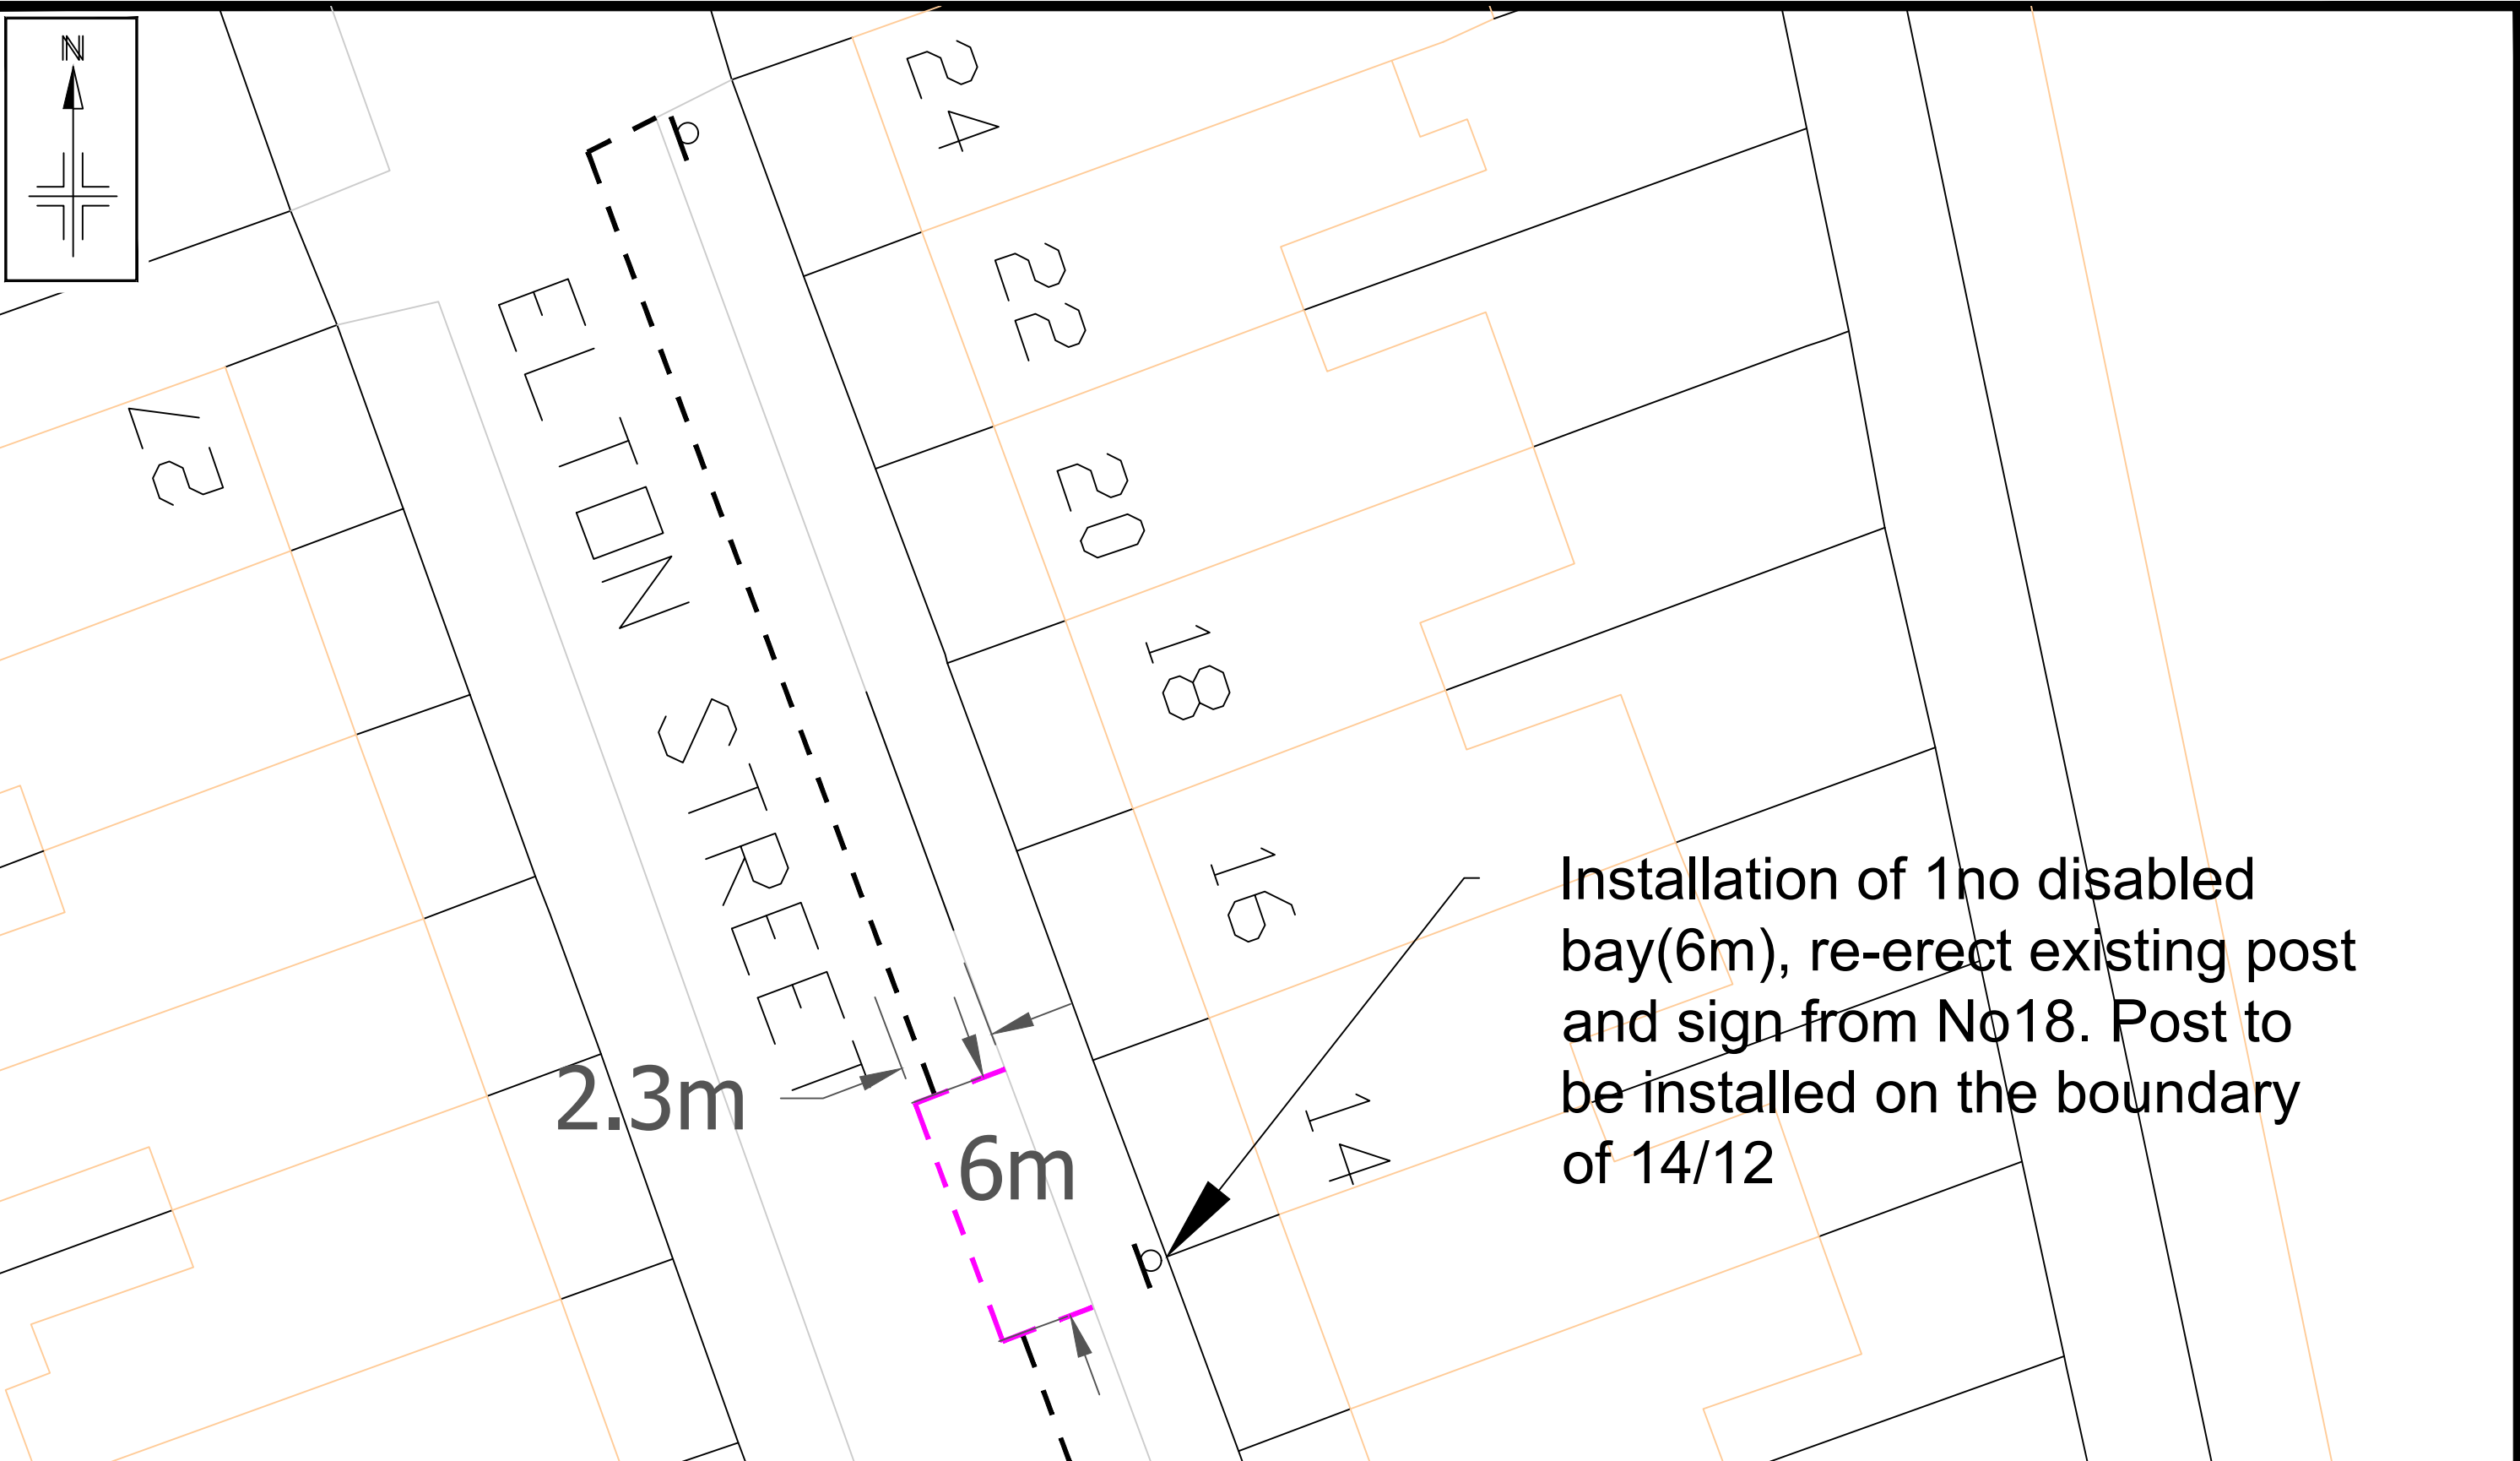 N
24
22
20
18
16
14
75
ELTON STREET
2.3m
6m
Installation of 1no disabled
bay(6m), re-erect existing post
and sign from No18. Post to
be installed on the boundary
of 14/12